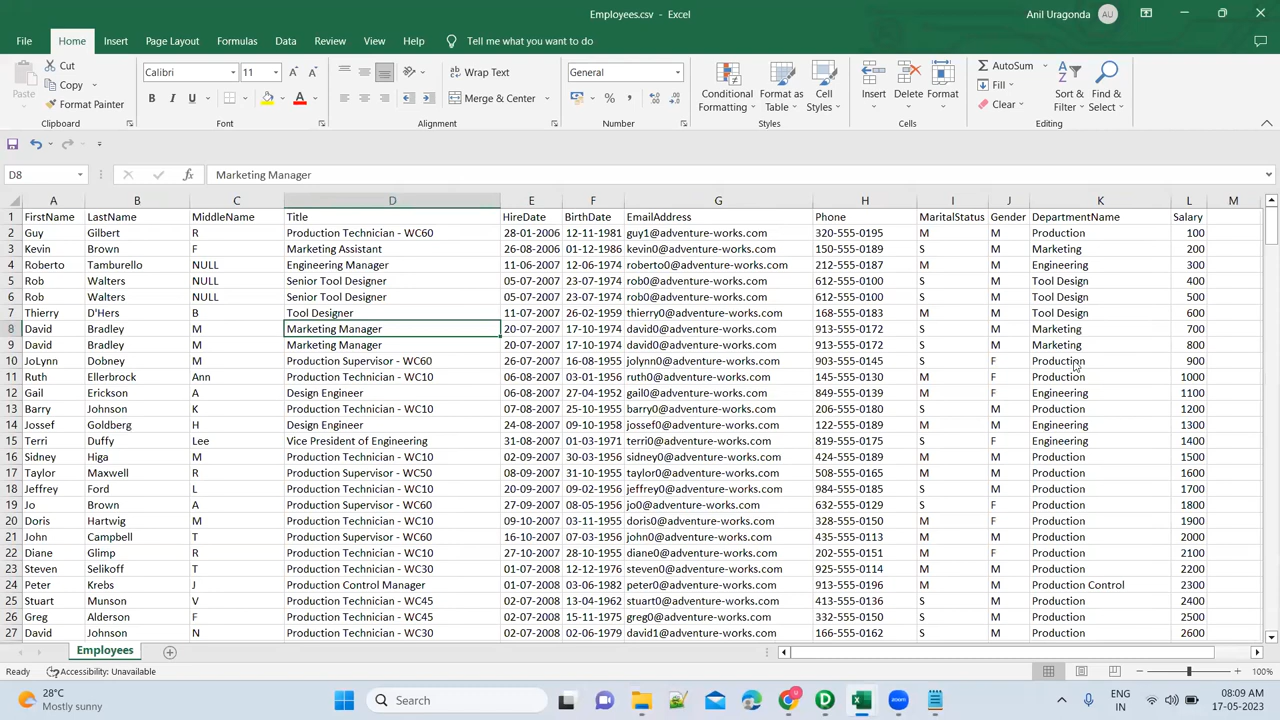 Employees.csv - Excel
Anil Uragonda AU
File Home Insert Page Layout Formulas Data Review View Help Tell me what you want to do
Paste Cut Copy Format Painter Calibri 11 B I U Wrap Text Merge & Center General % Conditional Formatting Format as Table Cell Styles Insert Delete Format AutoSum Fill Clear Sort & Filter Find & Select
Clipboard Font Alignment Number Styles Cells Editing
D8 fx Marketing Manager
A B C D E F G H I J K L M
1 FirstName LastName MiddleName Title HireDate BirthDate EmailAddress Phone MaritalStatus Gender DepartmentName Salary
2 Guy Gilbert R Production Technician - WC60 28-01-2006 12-11-1981 guy1@adventure-works.com 320-555-0195 M M Production 100
3 Kevin Brown F Marketing Assistant 26-08-2006 01-12-1986 kevin0@adventure-works.com 150-555-0189 S M Marketing 200
4 Roberto Tamburello NULL Engineering Manager 11-06-2007 12-06-1974 roberto0@adventure-works.com 212-555-0187 M M Engineering 300
5 Rob Walters NULL Senior Tool Designer 05-07-2007 23-07-1974 rob0@adventure-works.com 612-555-0100 S M Tool Design 400
6 Rob Walters NULL Senior Tool Designer 05-07-2007 23-07-1974 rob0@adventure-works.com 612-555-0100 S M Tool Design 500
7 Thierry D'Hers B Tool Designer 11-07-2007 26-02-1959 thierry0@adventure-works.com 168-555-0183 M M Tool Design 600
8 David Bradley M Marketing Manager 20-07-2007 17-10-1974 david0@adventure-works.com 913-555-0172 S M Marketing 700
9 David Bradley M Marketing Manager 20-07-2007 17-10-1974 david0@adventure-works.com 913-555-0172 S M Marketing 800
10 JoLynn Dobney M Production Supervisor - WC60 26-07-2007 16-08-1955 jolynn0@adventure-works.com 903-555-0145 S F Production 900
11 Ruth Ellerbrock Ann Production Technician - WC10 06-08-2007 03-01-1956 ruth0@adventure-works.com 145-555-0130 M F Production 1000
12 Gail Erickson A Design Engineer 06-08-2007 27-04-1952 gail0@adventure-works.com 849-555-0139 M F Engineering 1100
13 Barry Johnson K Production Technician - WC10 07-08-2007 25-10-1955 barry0@adventure-works.com 206-555-0180 S M Production 1200
14 Jossef Goldberg H Design Engineer 24-08-2007 08-10-1958 jossef0@adventure-works.com 122-555-0189 M M Engineering 1300
15 Terri Duffy Lee Vice President of Engineering 31-08-2007 01-03-1971 terri0@adventure-works.com 819-555-0175 S F Engineering 1400
16 Sidney Higa M Production Technician - WC10 02-09-2007 30-03-1955 sidney0@adventure-works.com 424-555-0189 M M Production 1500
17 Taylor Maxwell R Production Supervisor - WC50 08-09-2007 31-10-1955 taylor0@adventure-works.com 508-555-0165 M M Production 1600
18 Jeffrey Ford L Production Technician - WC10 20-09-2007 09-02-1956 jeffrey0@adventure-works.com 984-555-0185 S M Production 1700
19 Jo Brown A Production Supervisor - WC60 27-09-2007 08-05-1956 jo0@adventure-works.com 632-555-0129 S F Production 1800
20 Doris Hartwig M Production Technician - WC10 09-10-2007 03-11-1955 doris0@adventure-works.com 328-555-0150 M F Production 1900
21 John Campbell T Production Supervisor - WC60 16-10-2007 07-03-1956 john0@adventure-works.com 435-555-0113 M M Production 2000
22 Diane Glimp R Production Technician - WC10 27-10-2007 28-10-1955 diane0@adventure-works.com 202-555-0151 M F Production 2100
23 Steven Selikoff T Production Technician - WC30 01-07-2008 12-12-1976 steven0@adventure-works.com 925-555-0114 M M Production 2200
24 Peter Krebs J Production Control Manager 01-07-2008 03-06-1982 peter0@adventure-works.com 913-555-0196 M M Production Control 2300
25 Stuart Munson V Production Technician - WC45 02-07-2008 13-04-1962 stuart0@adventure-works.com 413-555-0136 S M Production 2400
26 Greg Alderson F Production Technician - WC45 02-07-2008 18-02-1970 greg0@adventure-works.com 332-555-0150 S M Production 2500
27 David Johnson N Production Technician - WC30 02-07-2008 15-06-1979 david1@adventure-works.com 166-555-0162 S M Production 2600
Employees
Ready Accessibility: Unavailable 100%
28°C
Mostly sunny
Search
ENG
IN
08:09 AM
17-05-2023